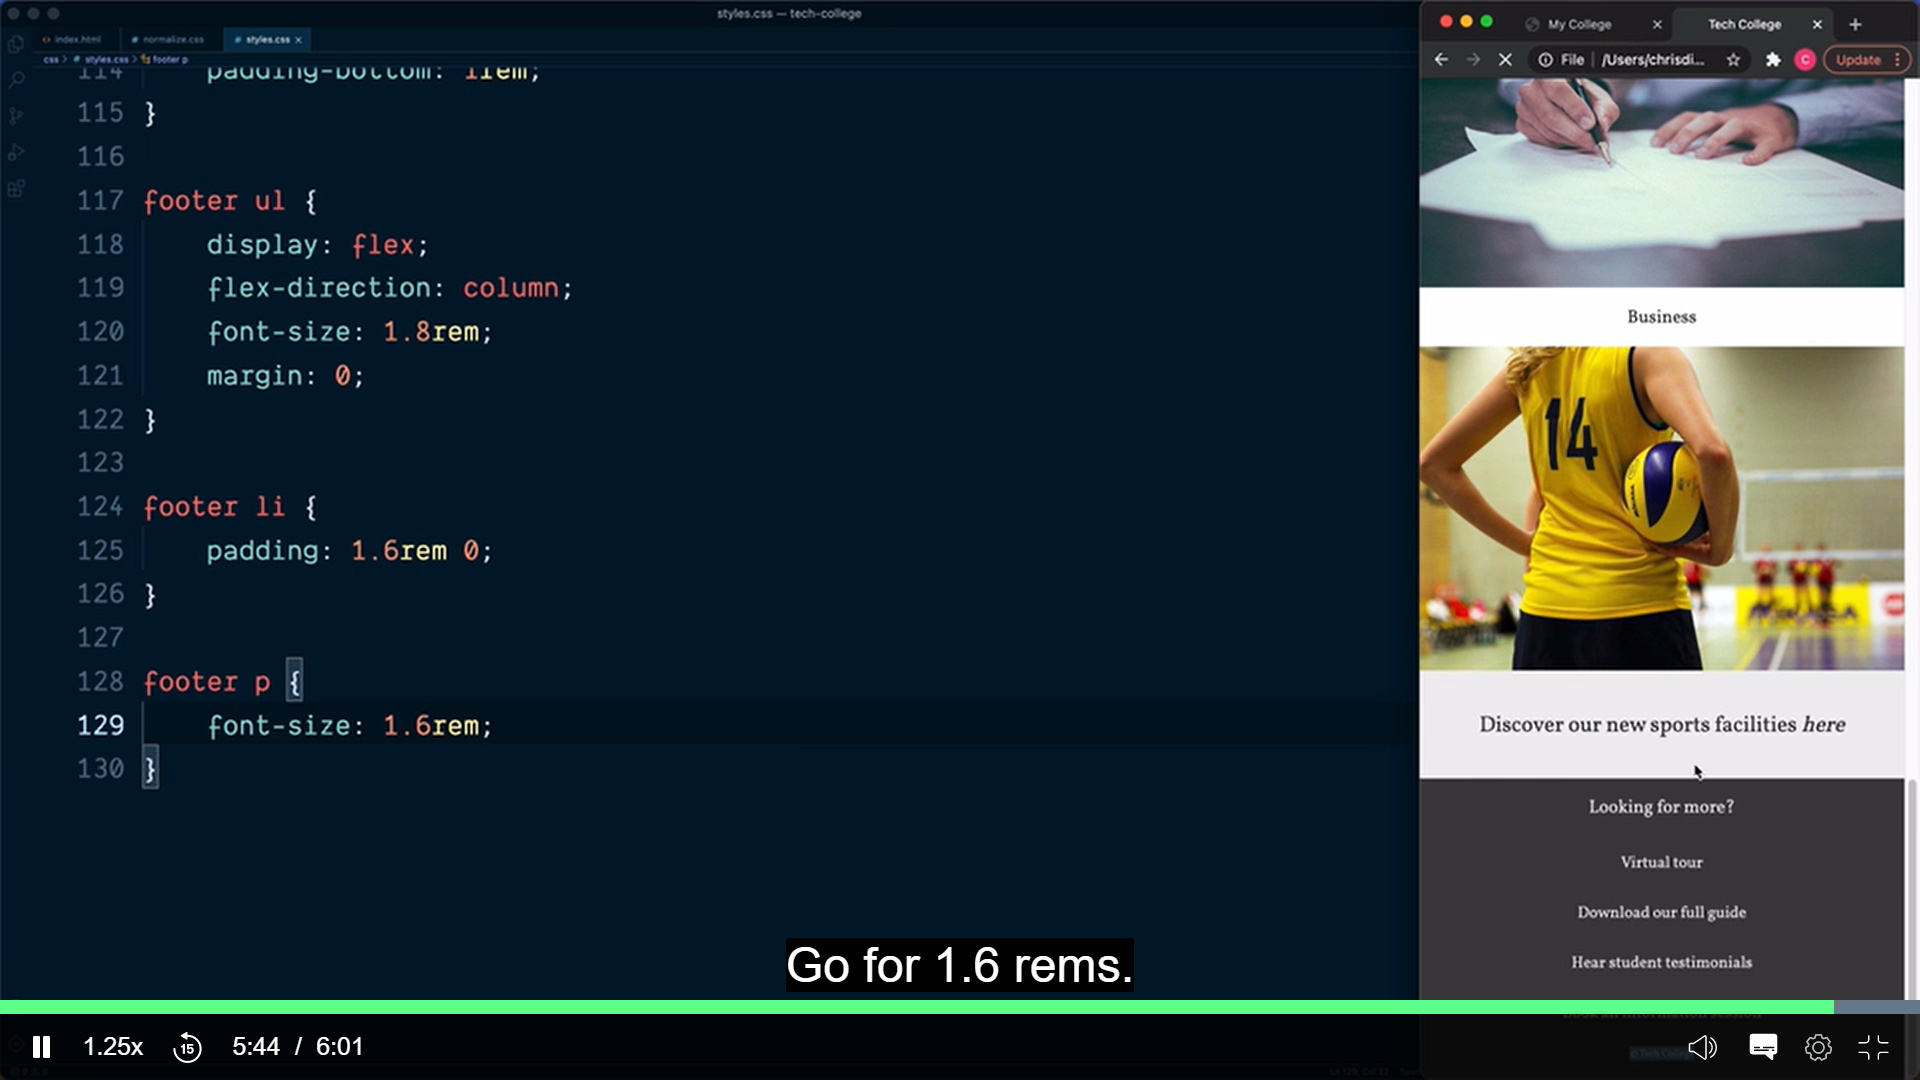 styles.css — tech-college
index.html
normalize.css
styles.css
css > styles.css > footer p
114 padding-bottom: 11rem;
115 }
116
117 footer ul {
118 display: flex;
119 flex-direction: column;
120 font-size: 1.8rem;
121 margin: 0;
122 }
123
124 footer li {
125 padding: 1.6rem 0;
126 }
127
128 footer p {
129 font-size: 1.6rem;
130 }
My College
Tech College
File /Users/chrisdi...
C
Update
Business
14
Discover our new sports facilities here
Looking for more?
Virtual tour
Download our full guide
Hear student testimonials
Go for 1.6 rems.
1.25x 15 5:44 / 6:01